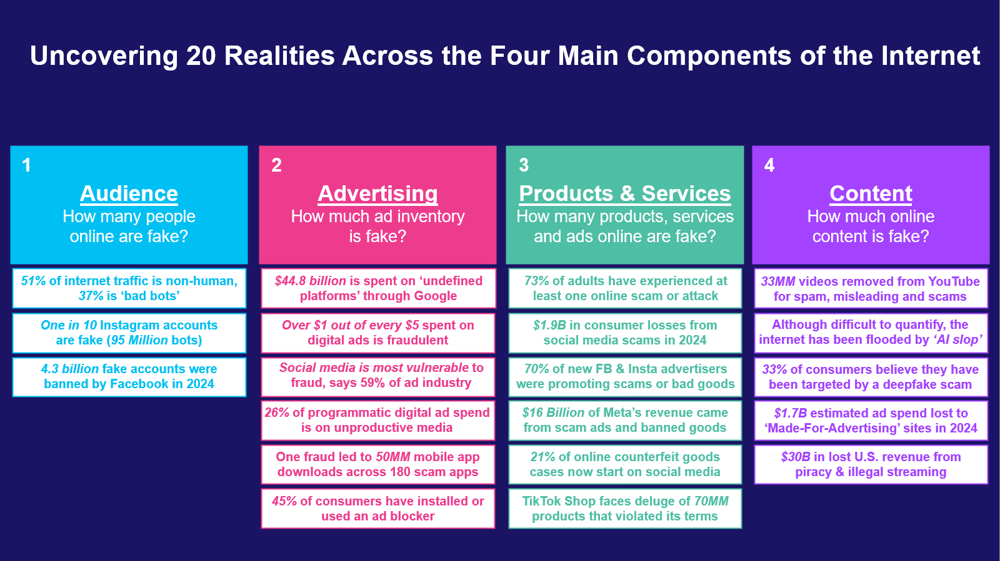 Uncovering 20 Realities Across the Four Main Components of the Internet
1
Audience
How many people
online are fake?
51% of internet traffic is non-human,
37% is ‘bad bots’
One in 10 Instagram accounts
are fake (95 Million bots)
4.3 billion fake accounts were
banned by Facebook in 2024
2
Advertising
How much ad inventory
is fake?
$44.8 billion is spent on ‘undefined
platforms’ through Google
Over $1 out of every $5 spent on
digital ads is fraudulent
Social media is most vulnerable to
fraud, says 59% of ad industry
26% of programmatic digital ad spend
is on unproductive media
One fraud led to 50MM mobile app
downloads across 180 scam apps
45% of consumers have installed or
used an ad blocker
3
Products & Services
How many products, services
and ads online are fake?
73% of adults have experienced at
least one online scam or attack
$1.9B in consumer losses from
social media scams in 2024
70% of new FB & Insta advertisers
were promoting scams or bad goods
$16 Billion of Meta’s revenue came
from scam ads and banned goods
21% of online counterfeit goods
cases now start on social media
TikTok Shop faces deluge of 70MM
products that violated its terms
4
Content
How much online
content is fake?
33MM videos removed from YouTube
for spam, misleading and scams
Although difficult to quantify, the
internet has been flooded by ‘AI slop’
33% of consumers believe they have
been targeted by a deepfake scam
$1.7B estimated ad spend lost to
‘Made-For-Advertising’ sites in 2024
$30B in lost U.S. revenue from
piracy & illegal streaming